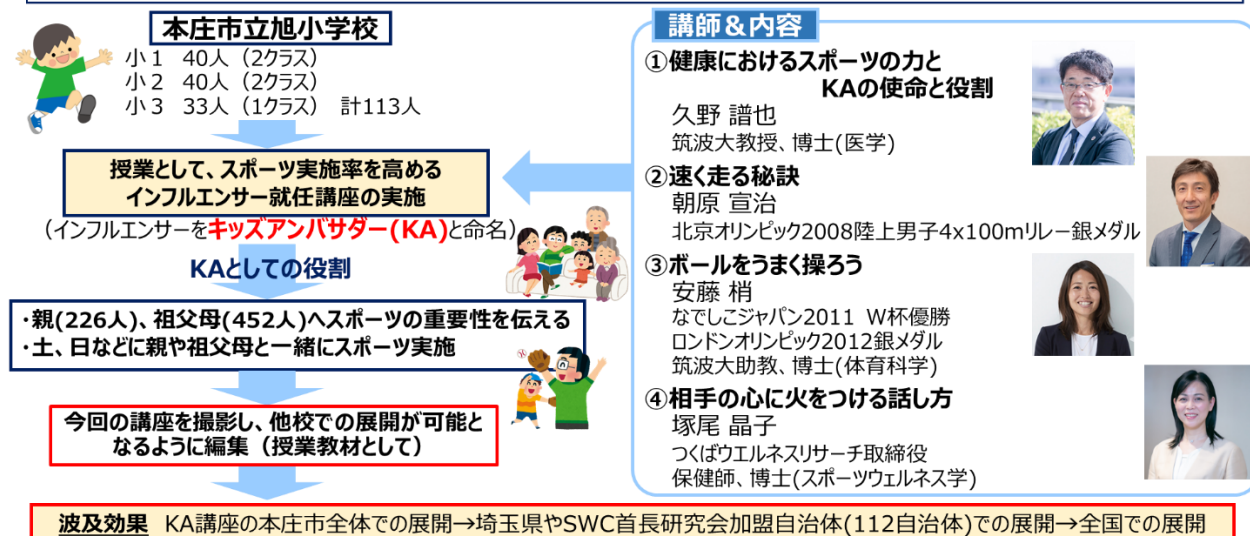 本庄市立旭小学校
小1 40人（2クラス）
小2 40人（2クラス）
小3 33人（1クラス） 計113人
授業として、スポーツ実施率を高める
インフルエンサー就任講座の実施
（インフルエンサーをキッズアンバサダー(KA)と命名）
KAとしての役割
・親(226人)、祖父母(452人)へスポーツの重要性を伝える
・土、日などに親や祖父母と一緒にスポーツ実施
今回の講座を撮影し、他校での展開が可能と
なるように編集（授業教材として）
講師＆内容
①健康におけるスポーツの力と
KAの使命と役割
久野 譜也
筑波大教授、博士(医学)
②速く走る秘訣
朝原 宣治
北京オリンピック2008陸上男子4x100mリレー銀メダル
③ボールをうまく操ろう
安藤 梢
なでしこジャパン2011 W杯優勝
ロンドンオリンピック2012銀メダル
筑波大助教、博士(体育科学)
④相手の心に火をつける話し方
塚尾 晶子
つくばウエルネスリサーチ取締役
保健師、博士(スポーツウェルネス学)
波及効果 KA講座の本庄市全体での展開→埼玉県やSWC首長研究会加盟自治体(112自治体)での展開→全国での展開